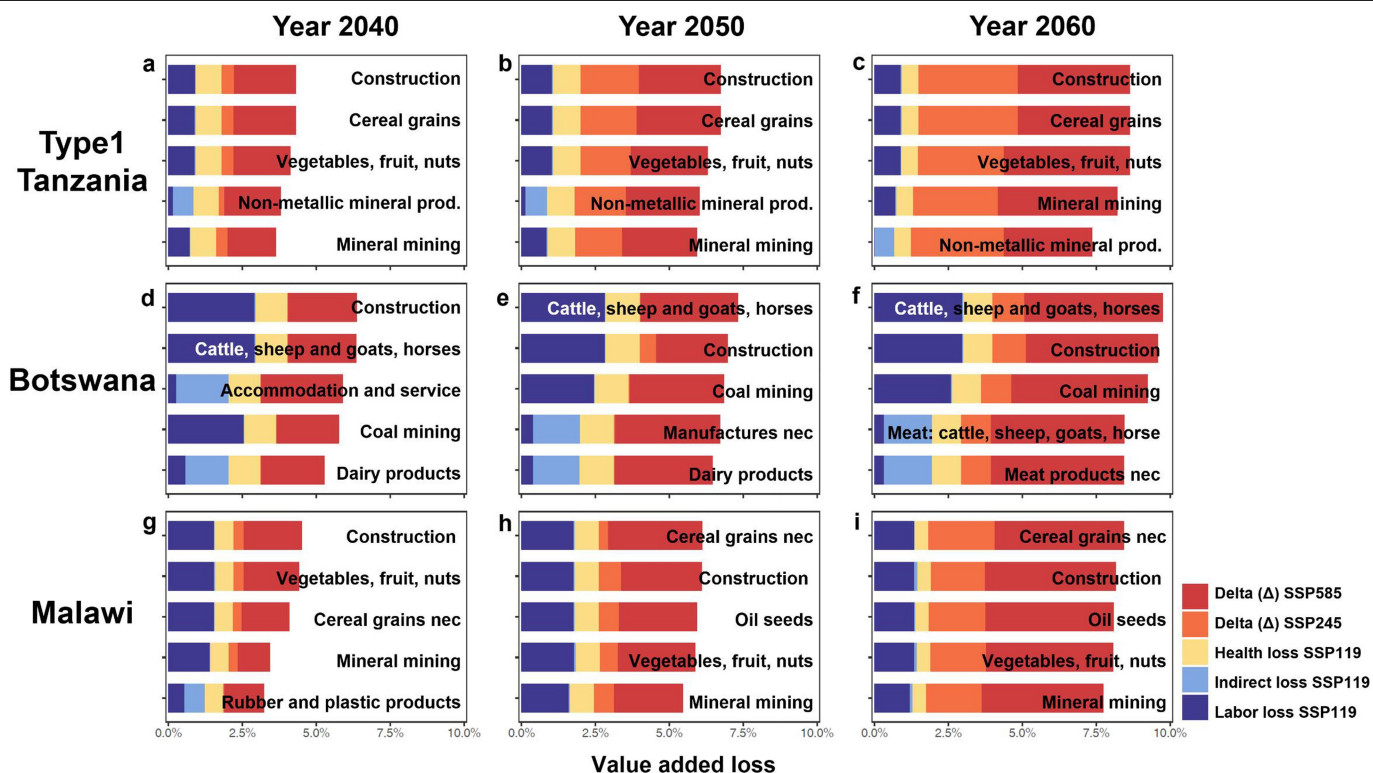 Year 2040
Year 2050
Year 2060
Type1
Tanzania
a
Construction
Cereal grains
Vegetables, fruit, nuts
Non-metallic mineral prod.
Mineral mining
b
Construction
Cereal grains
Vegetables, fruit, nuts
Non-metallic mineral prod.
Mineral mining
c
Construction
Cereal grains
Vegetables, fruit, nuts
Mineral mining
Non-metallic mineral prod.
Botswana
d
Construction
Cattle, sheep and goats, horses
Accommodation and service
Coal mining
Dairy products
e
Cattle, sheep and goats, horses
Construction
Coal mining
Manufactures nec
Dairy products
f
Cattle, sheep and goats, horses
Construction
Coal mining
Meat: cattle, sheep, goats, horse
Meat products nec
Malawi
g
Construction
Vegetables, fruit, nuts
Cereal grains nec
Mineral mining
Rubber and plastic products
0.0% 2.5% 5.0% 7.5% 10.0%
h
Cereal grains nec
Construction
Oil seeds
Vegetables, fruit, nuts
Mineral mining
0.0% 2.5% 5.0% 7.5% 10.0%
i
Cereal grains nec
Construction
Oil seeds
Vegetables, fruit, nuts
Mineral mining
0.0% 2.5% 5.0% 7.5% 10.0%
Delta (Δ) SSP585
Delta (Δ) SSP245
Health loss SSP119
Indirect loss SSP119
Labor loss SSP119
Value added loss